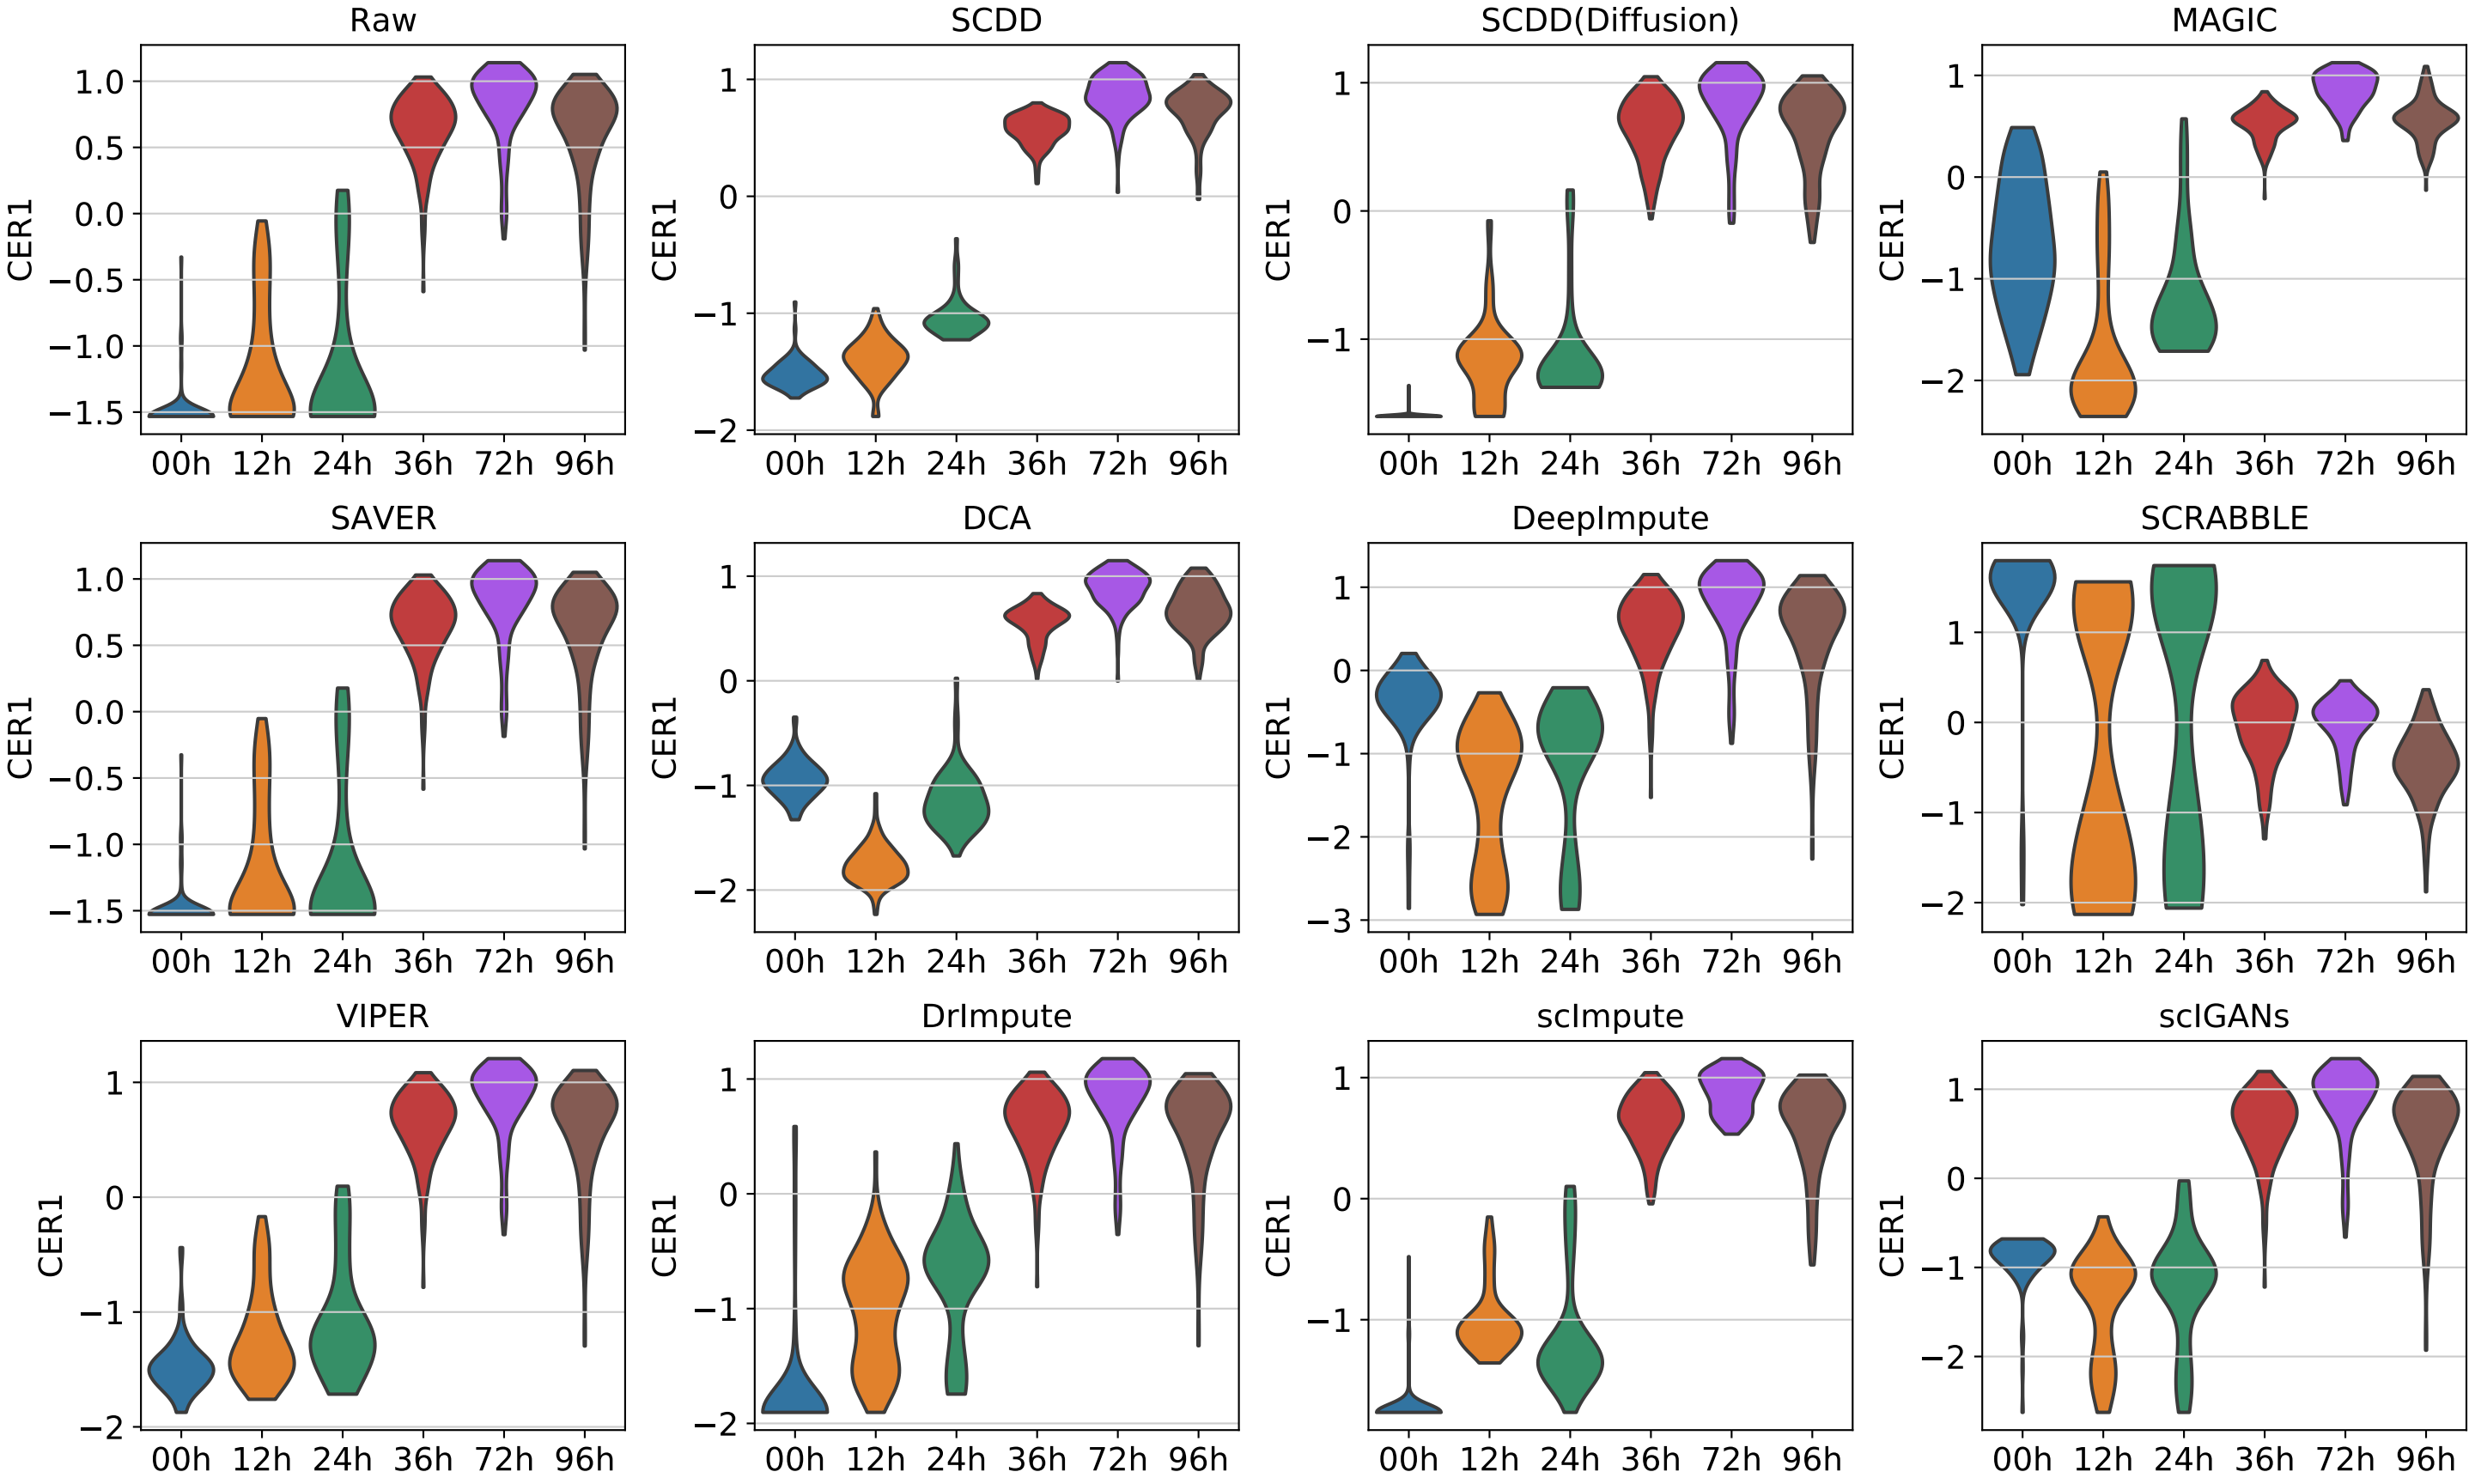 Raw
SCDD
SCDD(Diffusion)
MAGIC
CER1
1.0
0.5
0.0
−0.5
−1.0
−1.5
00h 12h 24h 36h 72h 96h
CER1
1
0
−1
−2
00h 12h 24h 36h 72h 96h
CER1
1
0
−1
00h 12h 24h 36h 72h 96h
CER1
1
0
−1
−2
00h 12h 24h 36h 72h 96h
SAVER
DCA
DeepImpute
SCRABBLE
CER1
1.0
0.5
0.0
−0.5
−1.0
−1.5
00h 12h 24h 36h 72h 96h
CER1
1
0
−1
−2
00h 12h 24h 36h 72h 96h
CER1
1
0
−1
−2
−3
00h 12h 24h 36h 72h 96h
CER1
1
0
−1
−2
00h 12h 24h 36h 72h 96h
VIPER
DrImpute
scImpute
scIGANs
CER1
1
0
−1
−2
00h 12h 24h 36h 72h 96h
CER1
1
0
−1
−2
00h 12h 24h 36h 72h 96h
CER1
1
0
−1
00h 12h 24h 36h 72h 96h
CER1
1
0
−1
−2
00h 12h 24h 36h 72h 96h